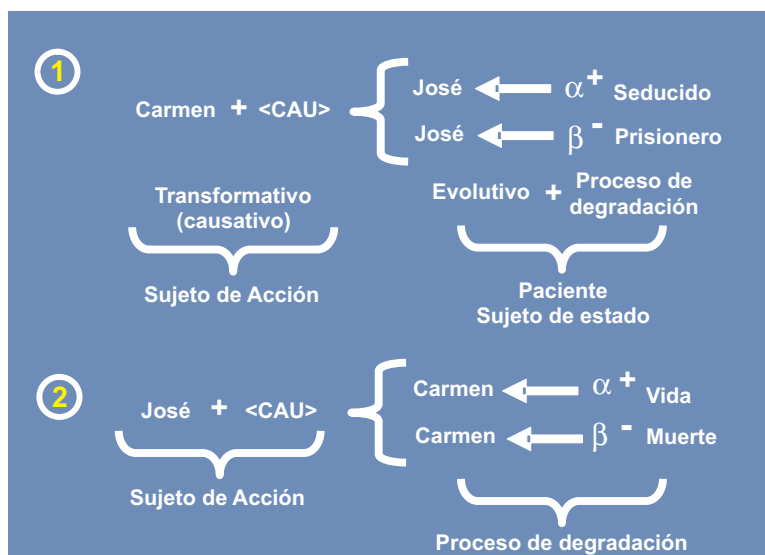 1
José α + Seducido
Carmen + <CAU>
José β - Prisionero
Transformativo
(causativo)
Evolutivo + Proceso de
degradación
Sujeto de Acción
Paciente
Sujeto de estado
2
Carmen α + Vida
José + <CAU>
Carmen β - Muerte
Sujeto de Acción
Proceso de degradación